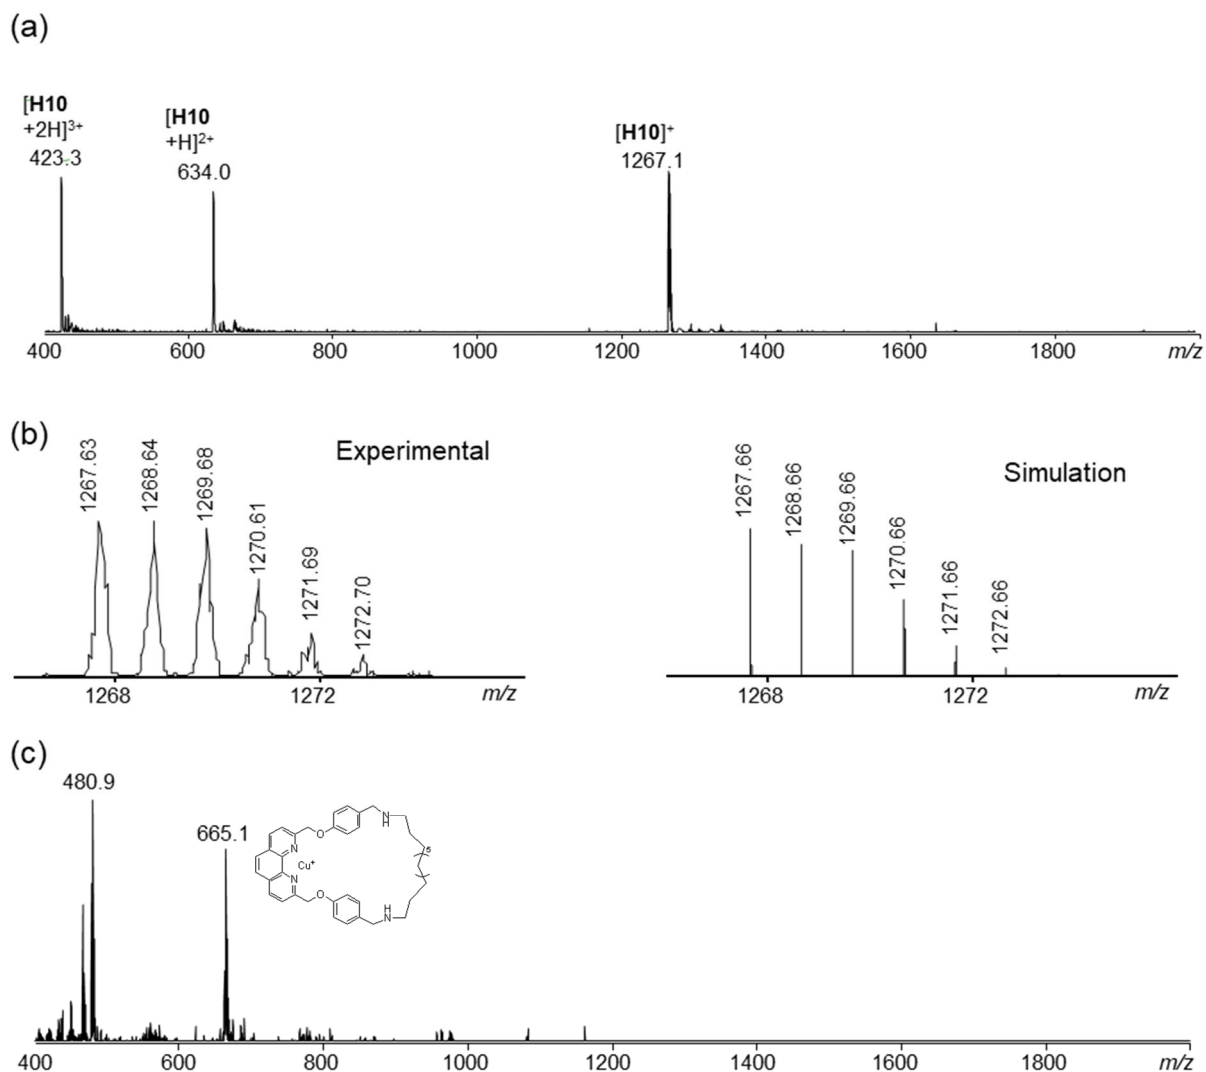 (a)
[H10
+2H]3+
423.3
[H10
+H]2+
634.0
[H10]+
1267.1
400 600 800 1000 1200 1400 1600 1800 m/z
(b)
Experimental
1267.63 1268.64 1269.68 1270.61 1271.69 1272.70
1268 1272 m/z
Simulation
1267.66 1268.66 1269.66 1270.66 1271.66 1272.66
1268 1272 m/z
(c)
480.9
665.1
O
N
H
N
Cu+
5
N
O
H
N
400 600 800 1000 1200 1400 1600 1800 m/z